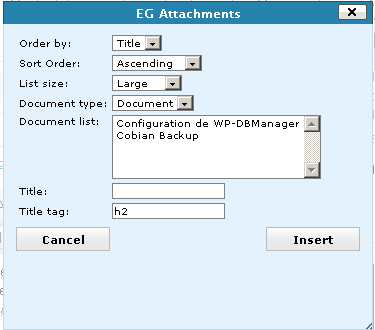 EG Attachments
Order by: Title
Sort Order: Ascending
List size: Large
Document type: Document
Document list: Configuration de WP-DBManager
Cobian Backup
Title:
Title tag: h2
Cancel Insert